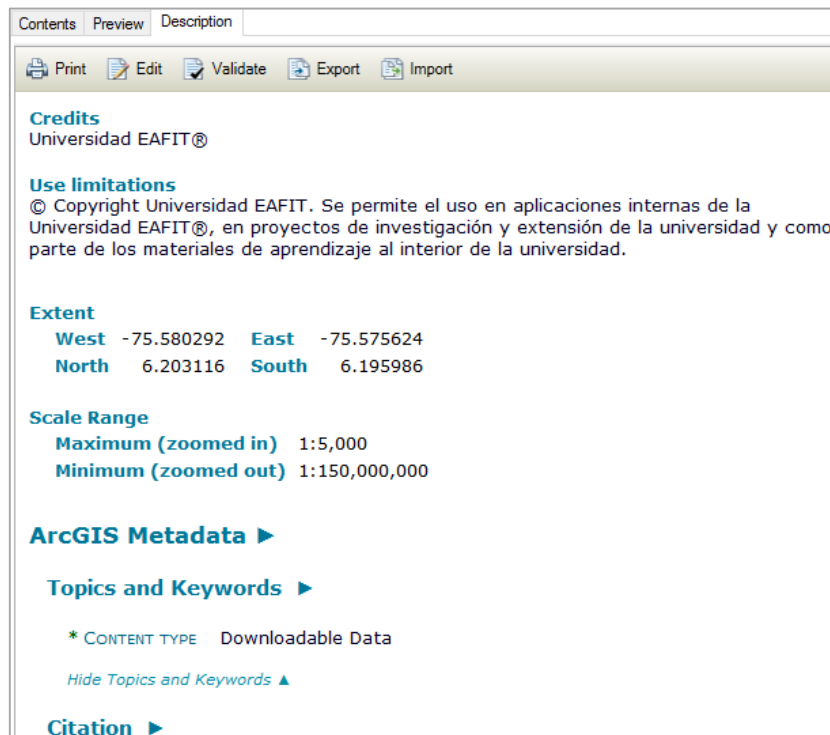 Contents Preview Description
Print Edit Validate Export Import
Credits
Universidad EAFIT®
Use limitations
© Copyright Universidad EAFIT. Se permite el uso en aplicaciones internas de la
Universidad EAFIT®, en proyectos de investigación y extensión de la universidad y como
parte de los materiales de aprendizaje al interior de la universidad.
Extent
West -75.580292 East -75.575624
North 6.203116 South 6.195986
Scale Range
Maximum (zoomed in) 1:5,000
Minimum (zoomed out) 1:150,000,000
ArcGIS Metadata ►
Topics and Keywords ►
* CONTENT TYPE Downloadable Data
Hide Topics and Keywords ▲
Citation ►